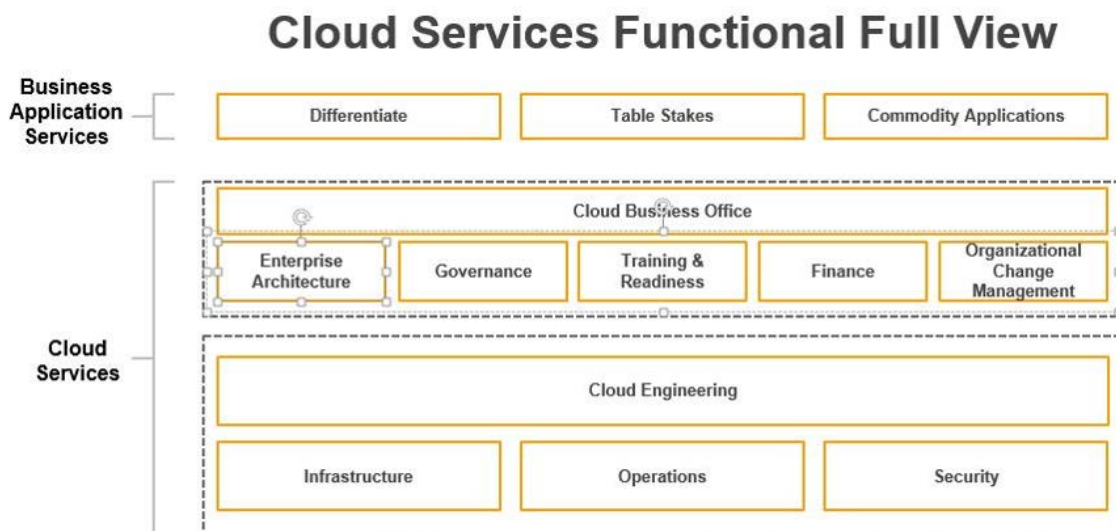 Cloud Services Functional Full View
Business
Application
Services
Differentiate
Table Stakes
Commodity Applications
Cloud Business Office
Enterprise
Architecture
Governance
Training &
Readiness
Finance
Organizational
Change
Management
Cloud
Services
Cloud Engineering
Infrastructure
Operations
Security